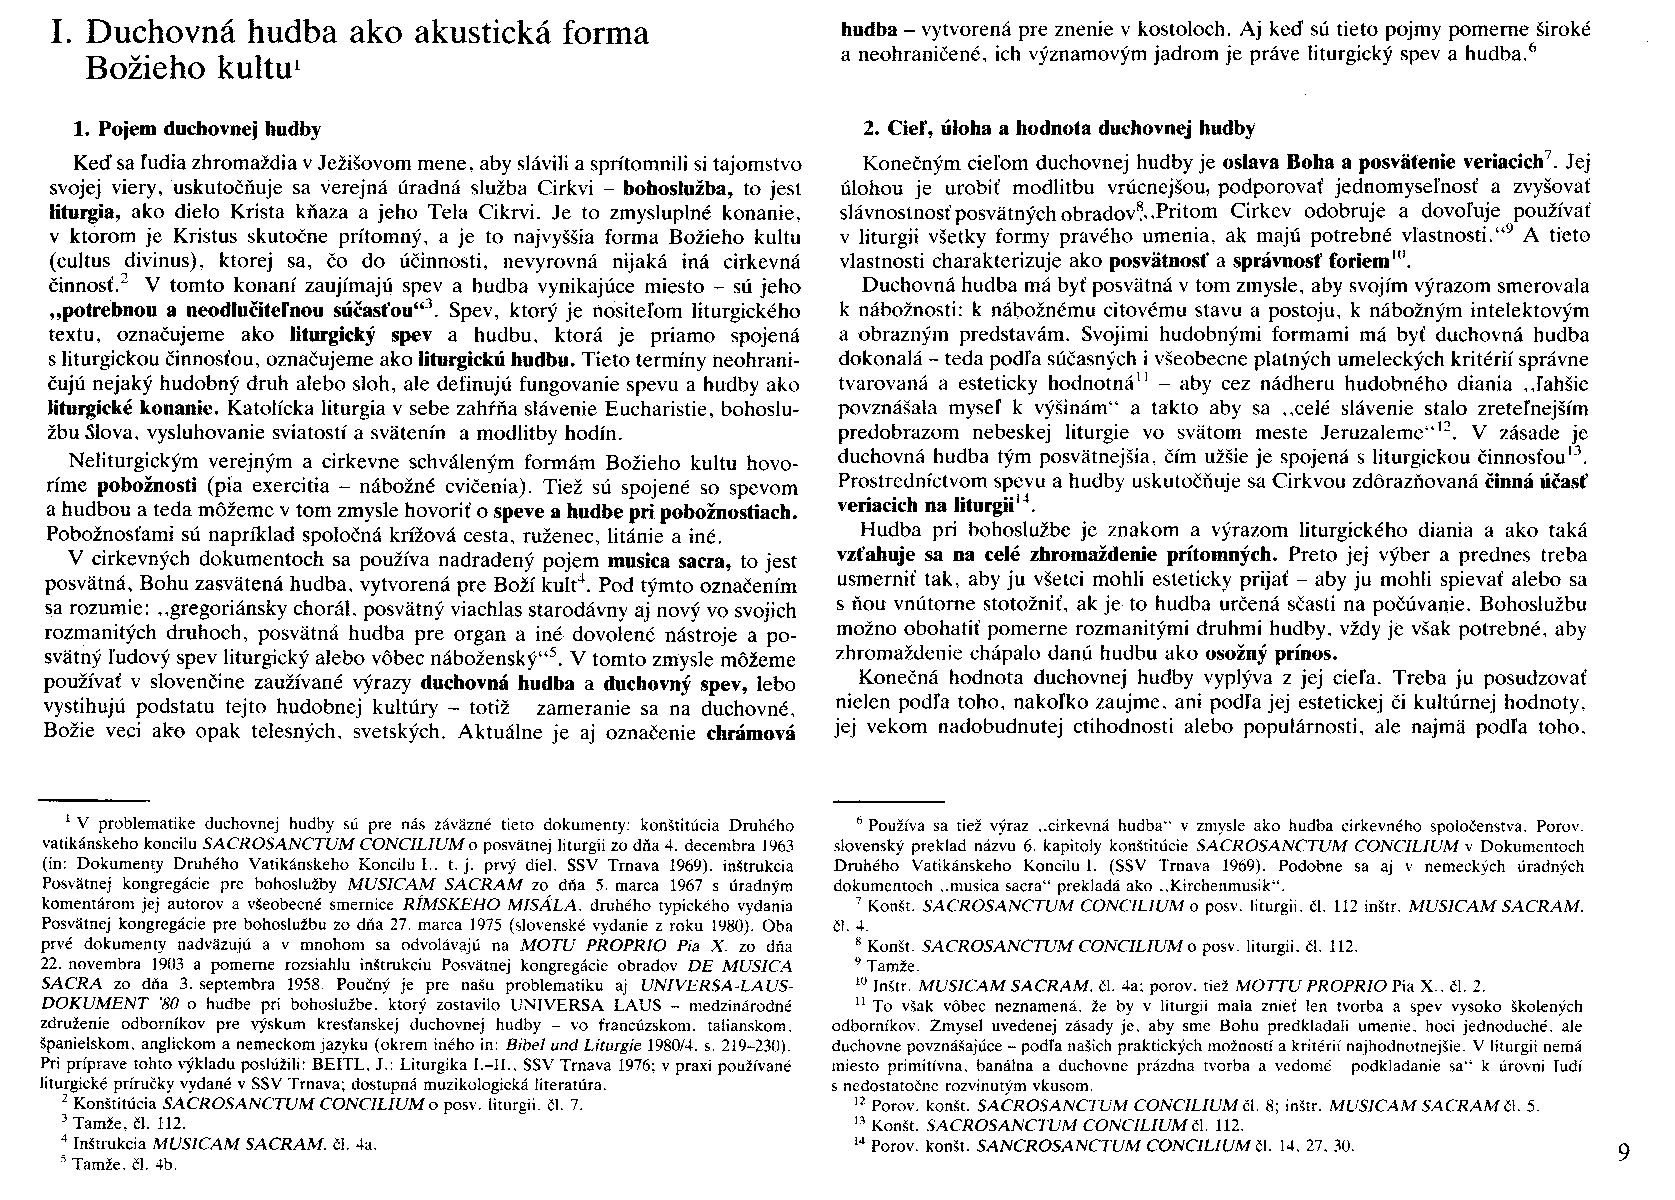 I. Duchovná hudba ako akustická forma
Božieho kultu¹
1. Pojem duchovnej hudby
Keď sa ľudia zhromaždia v Ježišovom mene, aby slávili a sprítomnili si tajomstvo
svojej viery, uskutočňuje sa verejná úradná služba Cirkvi – bohoslužba, to jest
liturgia, ako dielo Krista kňaza a jeho Tela Cikrvi. Je to zmysluplné konanie,
v ktorom je Kristus skutočne prítomný, a je to najvyššia forma Božieho kultu
(cultus divinus), ktorej sa, čo do účinnosti, nevyrovná nijaká iná cirkevná
činnosť.² V tomto konaní zaujímajú spev a hudba vynikajúce miesto – sú jeho
„potrebnou a neodlučiteľnou súčasťou“³. Spev, ktorý je nositeľom liturgického
textu, označujeme ako liturgický spev a hudbu, ktorá je priamo spojená
s liturgickou činnosťou, označujeme ako liturgickú hudbu. Tieto termíny neohrani-
čujú nejaký hudobný druh alebo sloh, ale definujú fungovanie spevu a hudby ako
liturgické konanie. Katolícka liturgia v sebe zahŕňa slávenie Eucharistie, bohoslu-
žbu Slova, vysluhovanie sviatostí a svätenín a modlitby hodín.
Neliturgickým verejným a cirkevne schváleným formám Božieho kultu hovo-
ríme pobožnosti (pia exercitia – nábožné cvičenia). Tiež sú spojené so spevom
a hudbou a teda môžeme v tom zmysle hovoriť o speve a hudbe pri pobožnostiach.
Pobožnosťami sú napríklad spoločná krížová cesta, ruženec, litánie a iné.
V cirkevných dokumentoch sa používa nadradený pojem musica sacra, to jest
posvätná, Bohu zasvätená hudba, vytvorená pre Boží kult⁴. Pod týmto označením
sa rozumie: „gregoriánsky chorál, posvätný viachlas starodávny aj nový vo svojich
rozmanitých druhoch, posvätná hudba pre organ a iné dovolené nástroje a po-
svätný ľudový spev liturgický alebo vôbec náboženský“⁵. V tomto zmysle môžeme
používať v slovenčine zaužívané výrazy duchovná hudba a duchovný spev, lebo
vystihujú podstatu tejto hudobnej kultúry – totiž zameranie sa na duchovné,
Božie veci ako opak telesných, svetských. Aktuálne je aj označenie chrámová
¹ V problematike duchovnej hudby sú pre nás záväzné tieto dokumenty: konštitúcia Druhého
vatikánskeho koncilu SACROSANCTUM CONCILIUM o posvätnej liturgii zo dňa 4. decembra 1963
(in: Dokumenty Druhého Vatikánskeho Koncilu I., t. j. prvý diel, SSV Trnava 1969), inštrukcia
Posvätnej kongregácie pre bohoslužby MUSICAM SACRAM zo dňa 5. marca 1967 s úradným
komentárom jej autorov a všeobecné smernice RÍMSKEHO MISÁLA, druhého typického vydania
Posvätnej kongregácie pre bohoslužbu zo dňa 27. marca 1975 (slovenské vydanie z roku 1980). Oba
prvé dokumenty nadväzujú a v mnohom sa odvolávajú na MOTU PROPRIO Pia X. zo dňa
22. novembra 1903 a pomerne rozsiahlu inštrukciu Posvätnej kongregácie obradov DE MUSICA
SACRA zo dňa 3. septembra 1958. Poučný je pre našu problematiku aj UNIVERSA-LAUS-
DOKUMENT '80 o hudbe pri bohoslužbe, ktorý zostavilo UNIVERSA LAUS – medzinárodné
združenie odborníkov pre výskum kresťanskej duchovnej hudby – vo francúzskom, talianskom,
španielskom, anglickom a nemeckom jazyku (okrem iného in: Bibel und Liturgie 1980/4, s. 219–230).
Pri príprave tohto výkladu poslúžili: BEITL, J.: Liturgika I.–II., SSV Trnava 1976; v praxi používané
liturgické príručky vydané v SSV Trnava; dostupná muzikologická literatúra.
² Konštitúcia SACROSANCTUM CONCILIUM o posv. liturgii, čl. 7.
³ Tamže, čl. 112.
⁴ Inštrukcia MUSICAM SACRAM, čl. 4a.
⁵ Tamže, čl. 4b.
hudba – vytvorená pre znenie v kostoloch. Aj keď sú tieto pojmy pomerne široké
a neohraničené, ich významovým jadrom je práve liturgický spev a hudba.⁶
2. Cieľ, úloha a hodnota duchovnej hudby
Konečným cieľom duchovnej hudby je oslava Boha a posvätenie veriacich⁷. Jej
úlohou je urobiť modlitbu vrúcnejšou, podporovať jednomyseľnosť a zvyšovať
slávnostnosť posvätných obradov⁸. „Pritom Cirkev odobruje a dovoľuje používať
v liturgii všetky formy pravého umenia, ak majú potrebné vlastnosti.“⁹ A tieto
vlastnosti charakterizuje ako posvätnosť a správnosť foriem¹⁰.
Duchovná hudba má byť posvätná v tom zmysle, aby svojím výrazom smerovala
k nábožnosti: k nábožnému citovému stavu a postoju, k nábožným intelektovým
a obrazným predstavám. Svojimi hudobnými formami má byť duchovná hudba
dokonalá – teda podľa súčasných i všeobecne platných umeleckých kritérií správne
tvarovaná a esteticky hodnotná¹¹ – aby cez nádheru hudobného diania „ľahšie
povznášala myseľ k výšinám“ a takto aby sa „celé slávenie stalo zreteľnejším
predobrazom nebeskej liturgie vo svätom meste Jeruzaleme“¹². V zásade je
duchovná hudba tým posvätnejšia, čím užšie je spojená s liturgickou činnosťou¹³.
Prostredníctvom spevu a hudby uskutočňuje sa Cirkvou zdôrazňovaná činná účasť
veriacich na liturgii¹⁴.
Hudba pri bohoslužbe je znakom a výrazom liturgického diania a ako taká
vzťahuje sa na celé zhromaždenie prítomných. Preto jej výber a prednes treba
usmerniť tak, aby ju všetci mohli esteticky prijať – aby ju mohli spievať alebo sa
s ňou vnútorne stotožniť, ak je to hudba určená sčasti na počúvanie. Bohoslužbu
možno obohatiť pomerne rozmanitými druhmi hudby, vždy je však potrebné, aby
zhromaždenie chápalo danú hudbu ako osožný prínos.
Konečná hodnota duchovnej hudby vyplýva z jej cieľa. Treba ju posudzovať
nielen podľa toho, nakoľko zaujme, ani podľa jej estetickej či kultúrnej hodnoty,
jej vekom nadobudnutej ctihodnosti alebo populárnosti, ale najmä podľa toho,
⁶ Používa sa tiež výraz „cirkevná hudba“ v zmysle ako hudba cirkevného spoločenstva. Porov.
slovenský preklad názvu 6. kapitoly konštitúcie SACROSANCTUM CONCILIUM v Dokumentoch
Druhého Vatikánskeho Koncilu I. (SSV Trnava 1969). Podobne sa aj v nemeckých úradných
dokumentoch „musica sacra“ prekladá ako „Kirchenmusik“.
⁷ Konšt. SACROSANCTUM CONCILIUM o posv. liturgii, čl. 112 inštr. MUSICAM SACRAM,
čl. 4.
⁸ Konšt. SACROSANCTUM CONCILIUM o posv. liturgii, čl. 112.
⁹ Tamže.
¹⁰ Inštr. MUSICAM SACRAM, čl. 4a; porov. tiež MOTTU PROPRIO Pia X., čl. 2.
¹¹ To však vôbec neznamená, že by v liturgii mala znieť len tvorba a spev vysoko školených
odborníkov. Zmysel uvedenej zásady je, aby sme Bohu predkladali umenie, hoci jednoduché, ale
duchovne povznášajúce – podľa našich praktických možností a kritérií najhodnotnejšie. V liturgii nemá
miesto primitívna, banálna a duchovne prázdna tvorba a vedomé podkladanie sa“ k úrovni ľudí
s nedostatočne rozvinutým vkusom.
¹² Porov. konšt. SACROSANCTUM CONCILIUM čl. 8; inštr. MUSICAM SACRAM čl. 5.
¹³ Konšt. SACROSANCTUM CONCILIUM čl. 112.
¹⁴ Porov. konšt. SANCROSANCTUM CONCILIUM čl. 14, 27, 30.
9